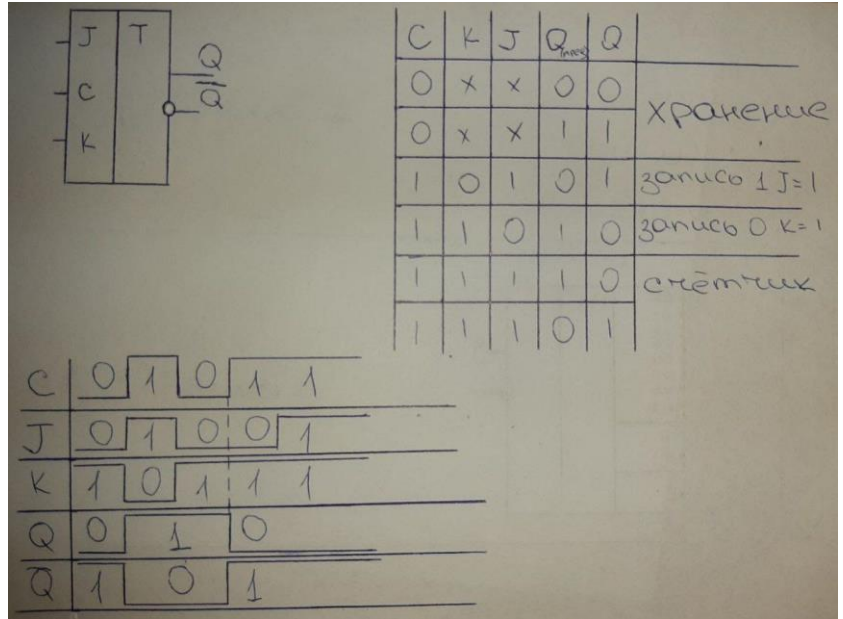 J T Q
C Q̅
K
C K J Q(пред) Q
0 x x 0 0
0 x x 1 1 хранение
1 0 1 0 1 запись 1 J=1
1 1 0 1 0 запись 0 K=1
1 1 1 1 0 счётчик
1 1 1 0 1
C 0 1 0 1 1
J 0 1 0 0 1
K 1 0 1 1 1
Q 0 1 0
Q̅ 1 0 1